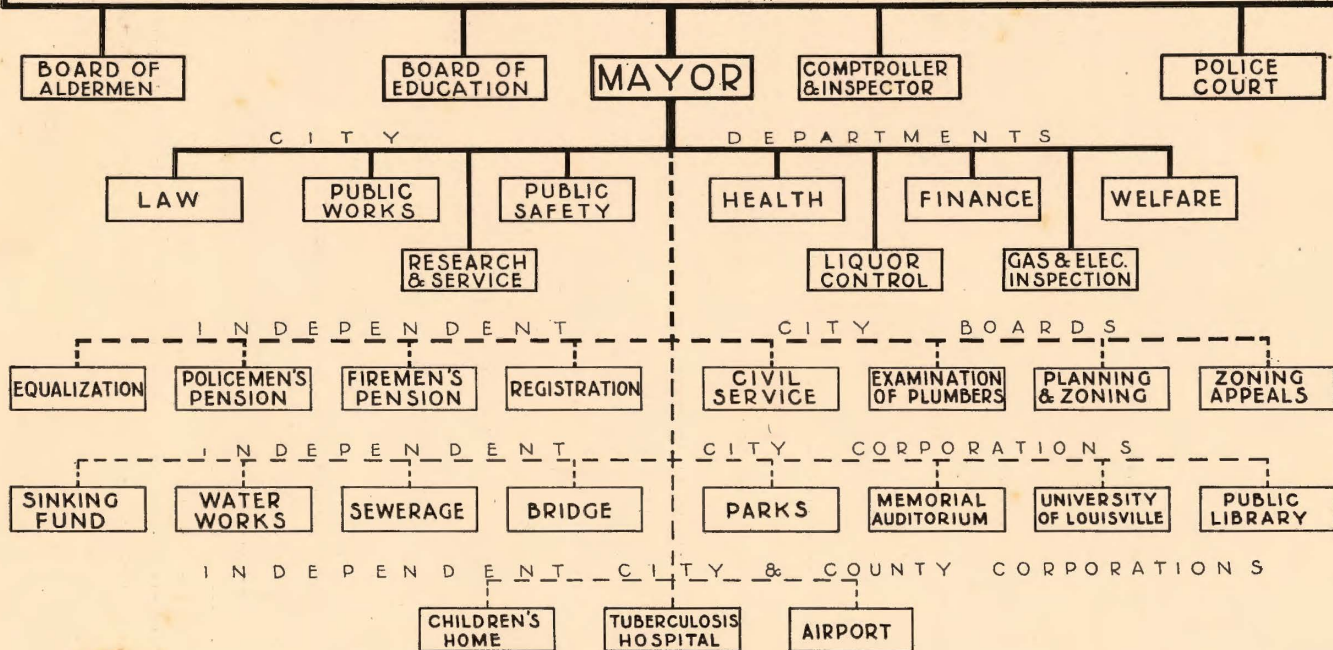 BOARD OF
ALDERMEN
BOARD OF
EDUCATION
MAYOR
COMPTROLLER
& INSPECTOR
POLICE
COURT
CITY DEPARTMENTS
LAW
PUBLIC
WORKS
PUBLIC
SAFETY
HEALTH
FINANCE
WELFARE
RESEARCH
& SERVICE
LIQUOR
CONTROL
GAS & ELEC.
INSPECTION
INDEPENDENT CITY BOARDS
EQUALIZATION
POLICEMEN'S
PENSION
FIREMEN'S
PENSION
REGISTRATION
CIVIL
SERVICE
EXAMINATION
OF PLUMBERS
PLANNING
& ZONING
ZONING
APPEALS
INDEPENDENT CITY CORPORATIONS
SINKING
FUND
WATER
WORKS
SEWERAGE
BRIDGE
PARKS
MEMORIAL
AUDITORIUM
UNIVERSITY
OF LOUISVILLE
PUBLIC
LIBRARY
INDEPENDENT CITY & COUNTY CORPORATIONS
CHILDREN'S
HOME
TUBERCULOSIS
HOSPITAL
AIRPORT